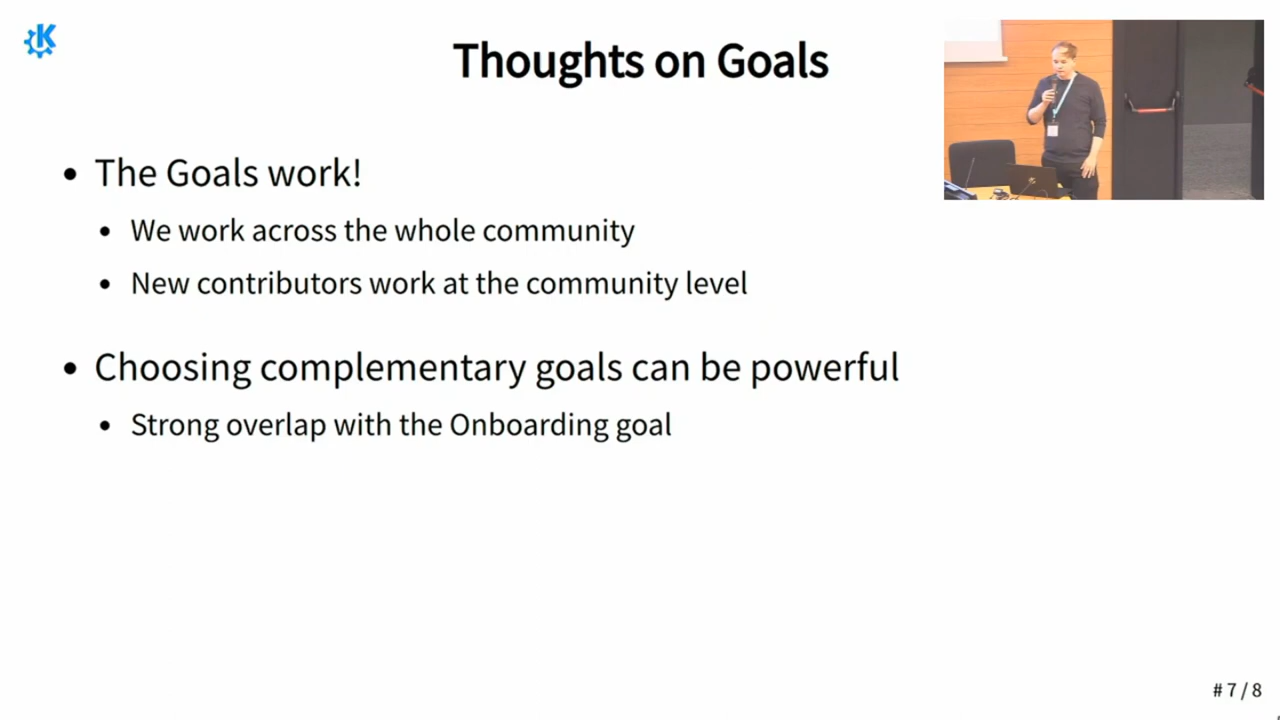 Thoughts on Goals
The Goals work!
We work across the whole community
New contributors work at the community level
Choosing complementary goals can be powerful
Strong overlap with the Onboarding goal
# 7 / 8